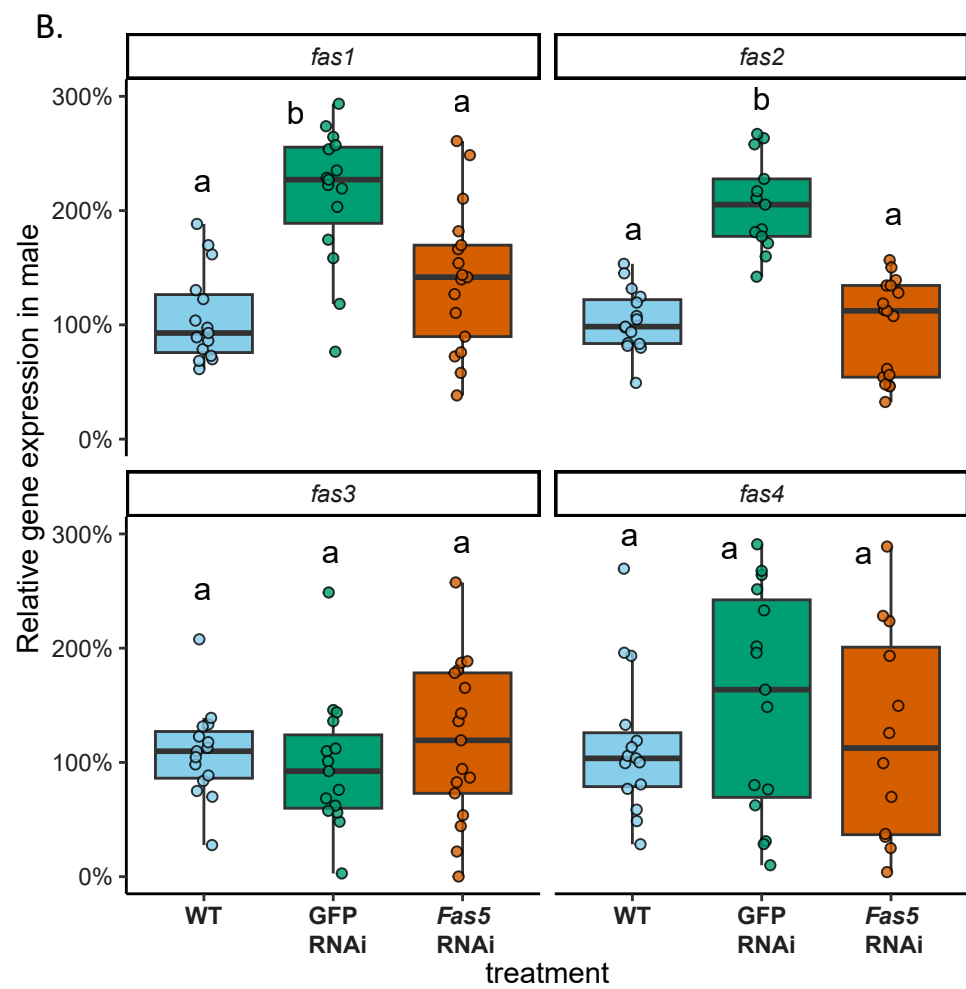 B.
fas1
fas2
Relative gene expression in male
300%
200%
100%
0%
a
b
a
a
b
a
fas3
fas4
300%
200%
100%
0%
a
a
a
a
a
a
WT
GFP
RNAi
Fas5
RNAi
WT
GFP
RNAi
Fas5
RNAi
treatment